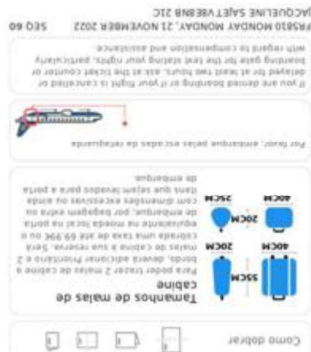 Como dobrar
Tamanhos de malas de
cabine
Para poder trazer 2 malas de cabine a
bordo, deverá adicionar Prioritário e 2
malas de cabine à sua reserva. Será
cobrada uma taxa de até 69.99€ ou o
equivalente na moeda local na porta
de embarque, por bagagem extra ou
com dimensões excessivas ou ainda
itens que sejam levados para a porta
de embarque.
55CM
40CM 20CM
20CM
40CM 25CM
Por favor, embarque pelas escadas da retaguarda
If you are denied boarding or if your flight is cancelled or
delayed for at least two hours, ask at the ticket counter or
boarding gate for the text stating your rights, particularly
with regard to compensation and assistance.
FR5810 MONDAY MONDAY, 21 NOVEMBER 2022 SEQ 60
JACQUELINE 21C